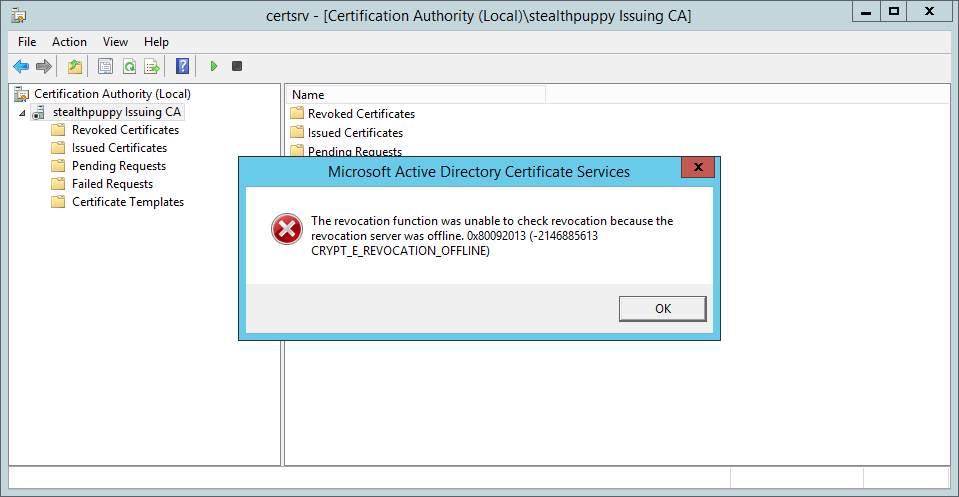 certsrv - [Certification Authority (Local)\stealthpuppy Issuing CA]
File Action View Help
Certification Authority (Local)
stealthpuppy Issuing CA
Revoked Certificates
Issued Certificates
Pending Requests
Failed Requests
Certificate Templates
Name
Revoked Certificates
Issued Certificates
Pending Requests
Microsoft Active Directory Certificate Services
The revocation function was unable to check revocation because the
revocation server was offline. 0x80092013 (-2146885613
CRYPT_E_REVOCATION_OFFLINE)
OK